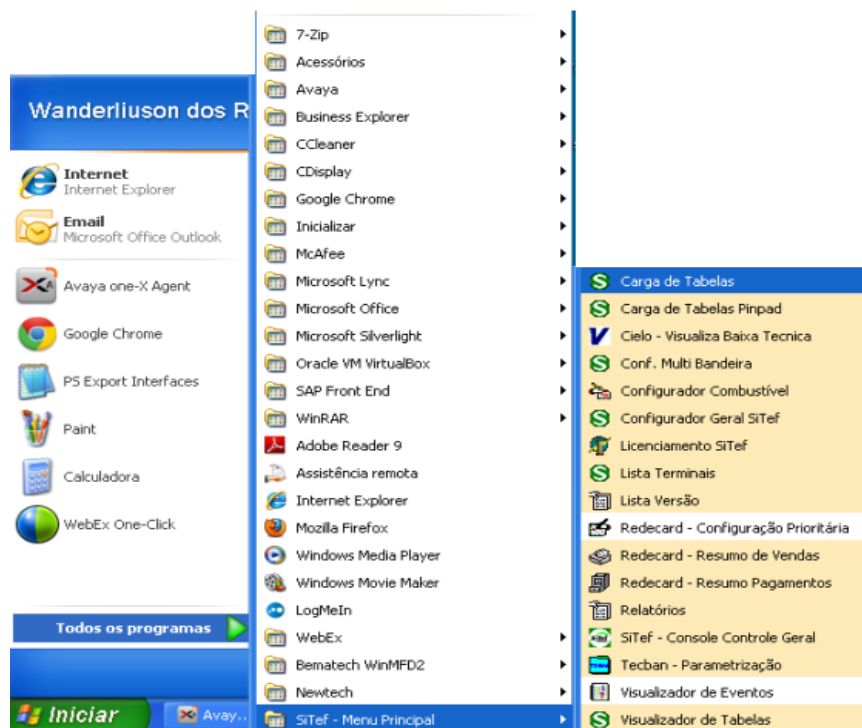 Wanderliuson dos R
Internet
Internet Explorer
Email
Microsoft Office Outlook
Avaya one-X Agent
Google Chrome
PS Export Interfaces
Paint
Calculadora
WebEx One-Click
Todos os programas
Iniciar
Avay..
7-Zip
Acessórios
Avaya
Business Explorer
CCleaner
CDisplay
Google Chrome
Inicializar
McAfee
Microsoft Lync
Microsoft Office
Microsoft Silverlight
Oracle VM VirtualBox
SAP Front End
WinRAR
Adobe Reader 9
Assistência remota
Internet Explorer
Mozilla Firefox
Windows Media Player
Windows Movie Maker
LogMeIn
WebEx
Bematech WinMFD2
Newtech
SiTef - Menu Principal
Carga de Tabelas
Carga de Tabelas Pinpad
Cielo - Visualiza Baixa Tecnica
Conf. Multi Bandeira
Configurador Combustível
Configurador Geral SiTef
Licenciamento SiTef
Lista Terminais
Lista Versão
Redecard - Configuração Prioritária
Redecard - Resumo de Vendas
Redecard - Resumo Pagamentos
Relatórios
SiTef - Console Controle Geral
Tecban - Parametrização
Visualizador de Eventos
Visualizador de Tabelas